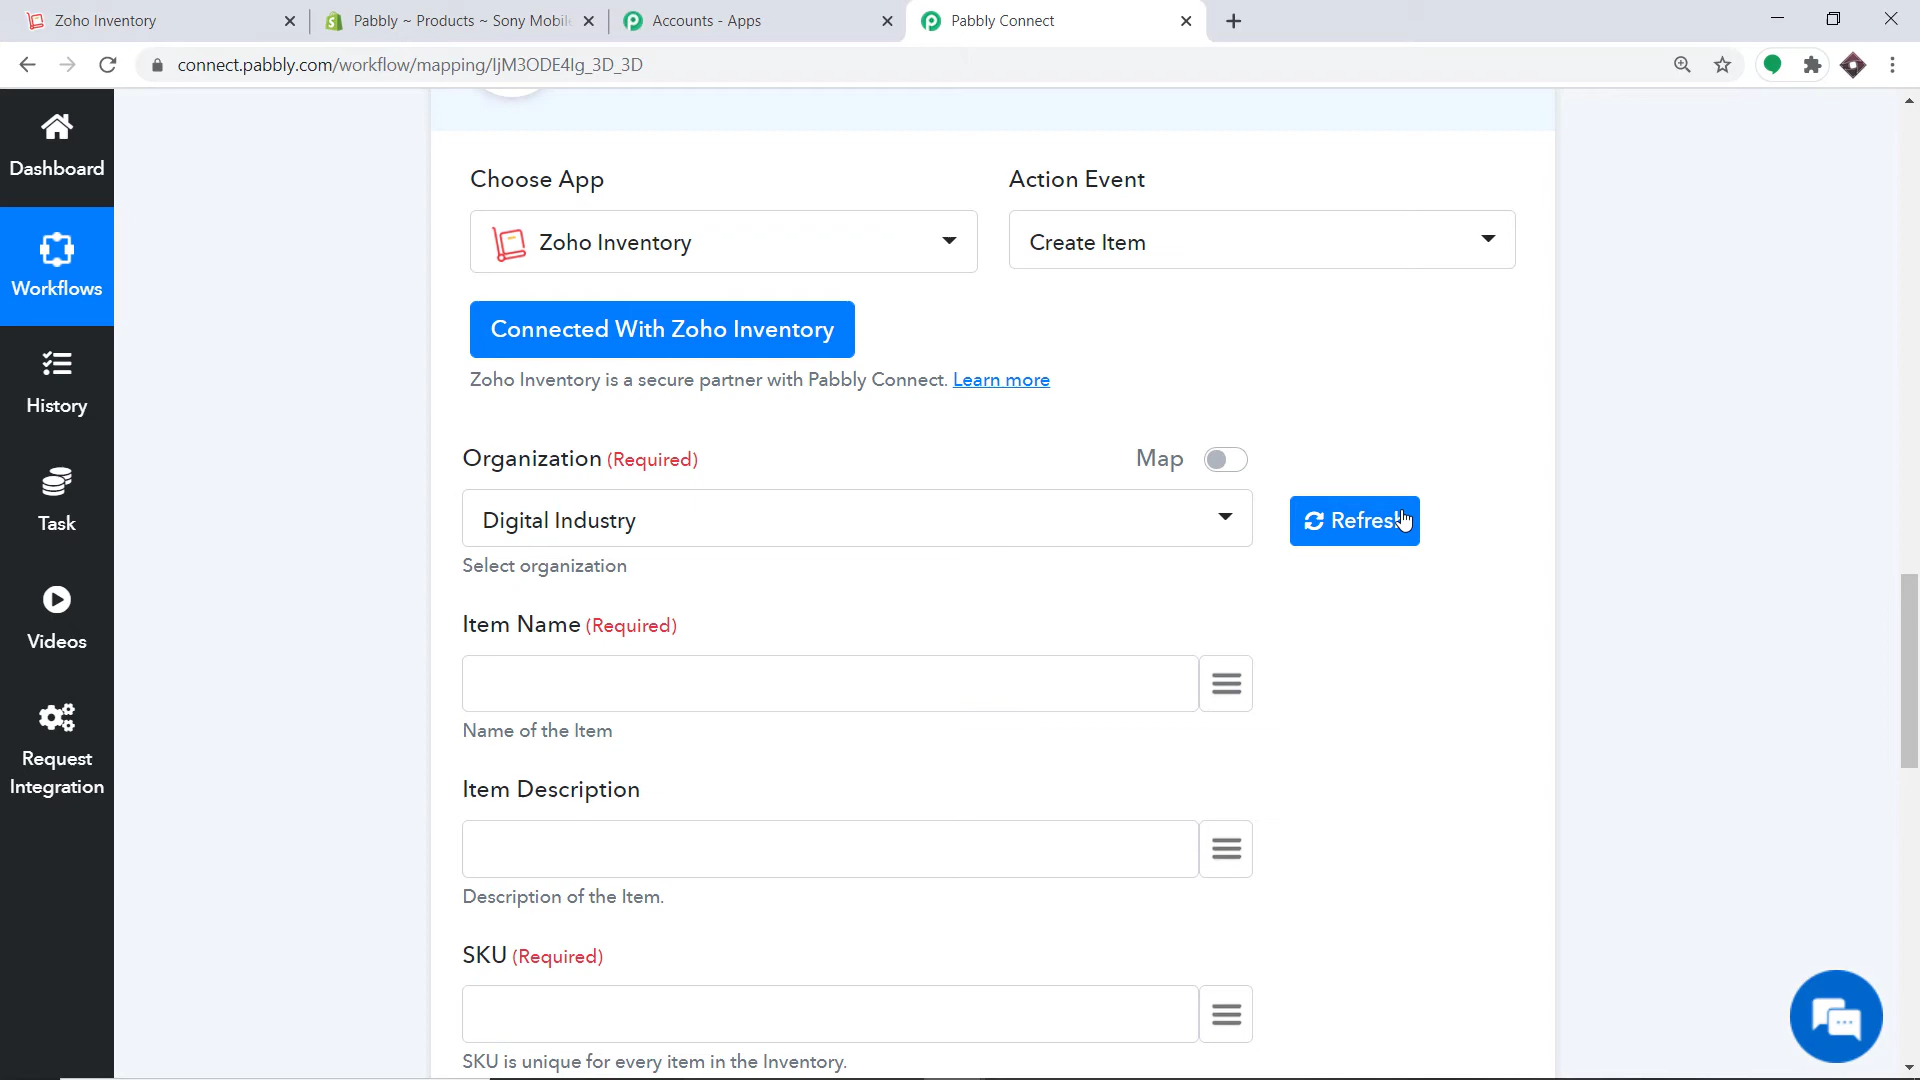 Zoho Inventory
Pabbly ~ Products ~ Sony Mobile
Accounts - Apps
Pabbly Connect
connect.pabbly.com/workflow/mapping/IjM3ODE4Ig_3D_3D
Dashboard
Workflows
History
Task
Videos
Request
Integration
Choose App
Action Event
Zoho Inventory
Create Item
Connected With Zoho Inventory
Zoho Inventory is a secure partner with Pabbly Connect. Learn more
Organization (Required)
Map
Digital Industry
Refresh
Select organization
Item Name (Required)
Name of the Item
Item Description
Description of the Item.
SKU (Required)
SKU is unique for every item in the Inventory.